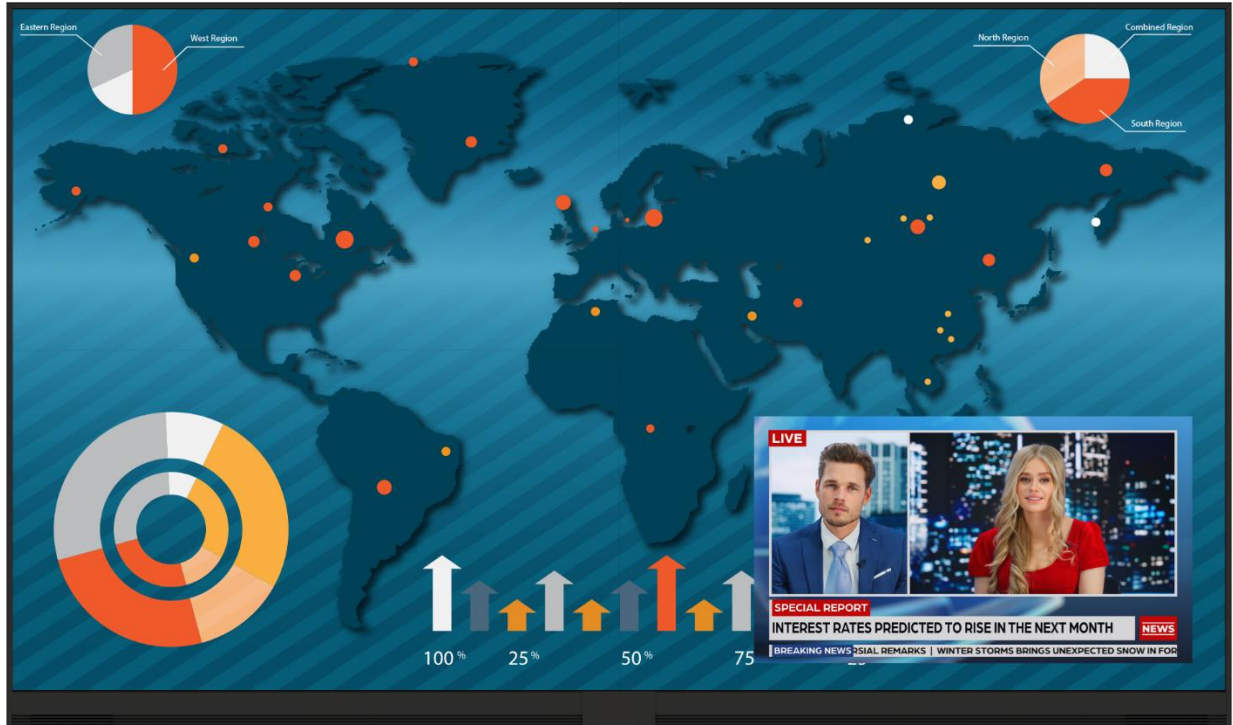 Eastern Region
West Region
North Region
Combined Region
South Region
LIVE
SPECIAL REPORT
INTEREST RATES PREDICTED TO RISE IN THE NEXT MONTH
NEWS
BREAKING NEWS
REMARKS | WINTER STORMS BRINGS UNEXPECTED SNOW IN FOR
100 % 25 % 50 % 75